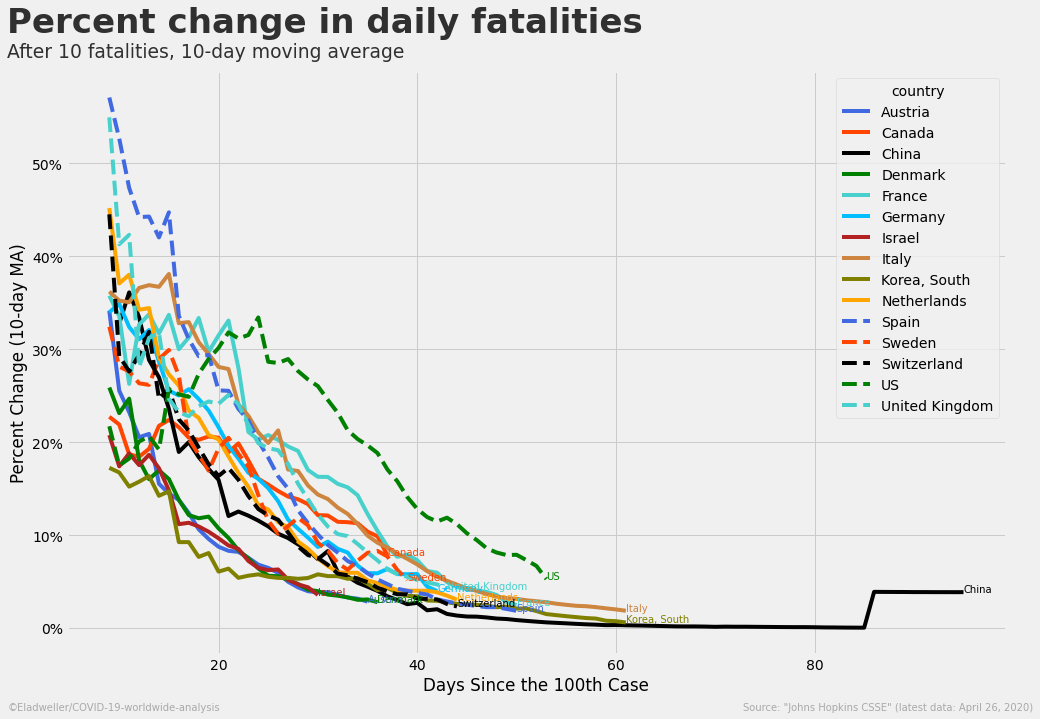 Percent change in daily fatalities
After 10 fatalities, 10-day moving average
country
Austria
Canada
China
Denmark
France
Germany
Israel
Italy
Korea, South
Netherlands
Spain
Sweden
Switzerland
US
United Kingdom
Percent Change (10-day MA)
50%
40%
30%
20%
10%
0%
Canada
Sweden
US
United Kingdom
Germany
Israel
Netherlands
Switzerland
Spain
Italy
Korea, South
China
20
40
60
80
Days Since the 100th Case
©Eladweller/COVID-19-worldwide-analysis
Source: "Johns Hopkins CSSE" (latest data: April 26, 2020)